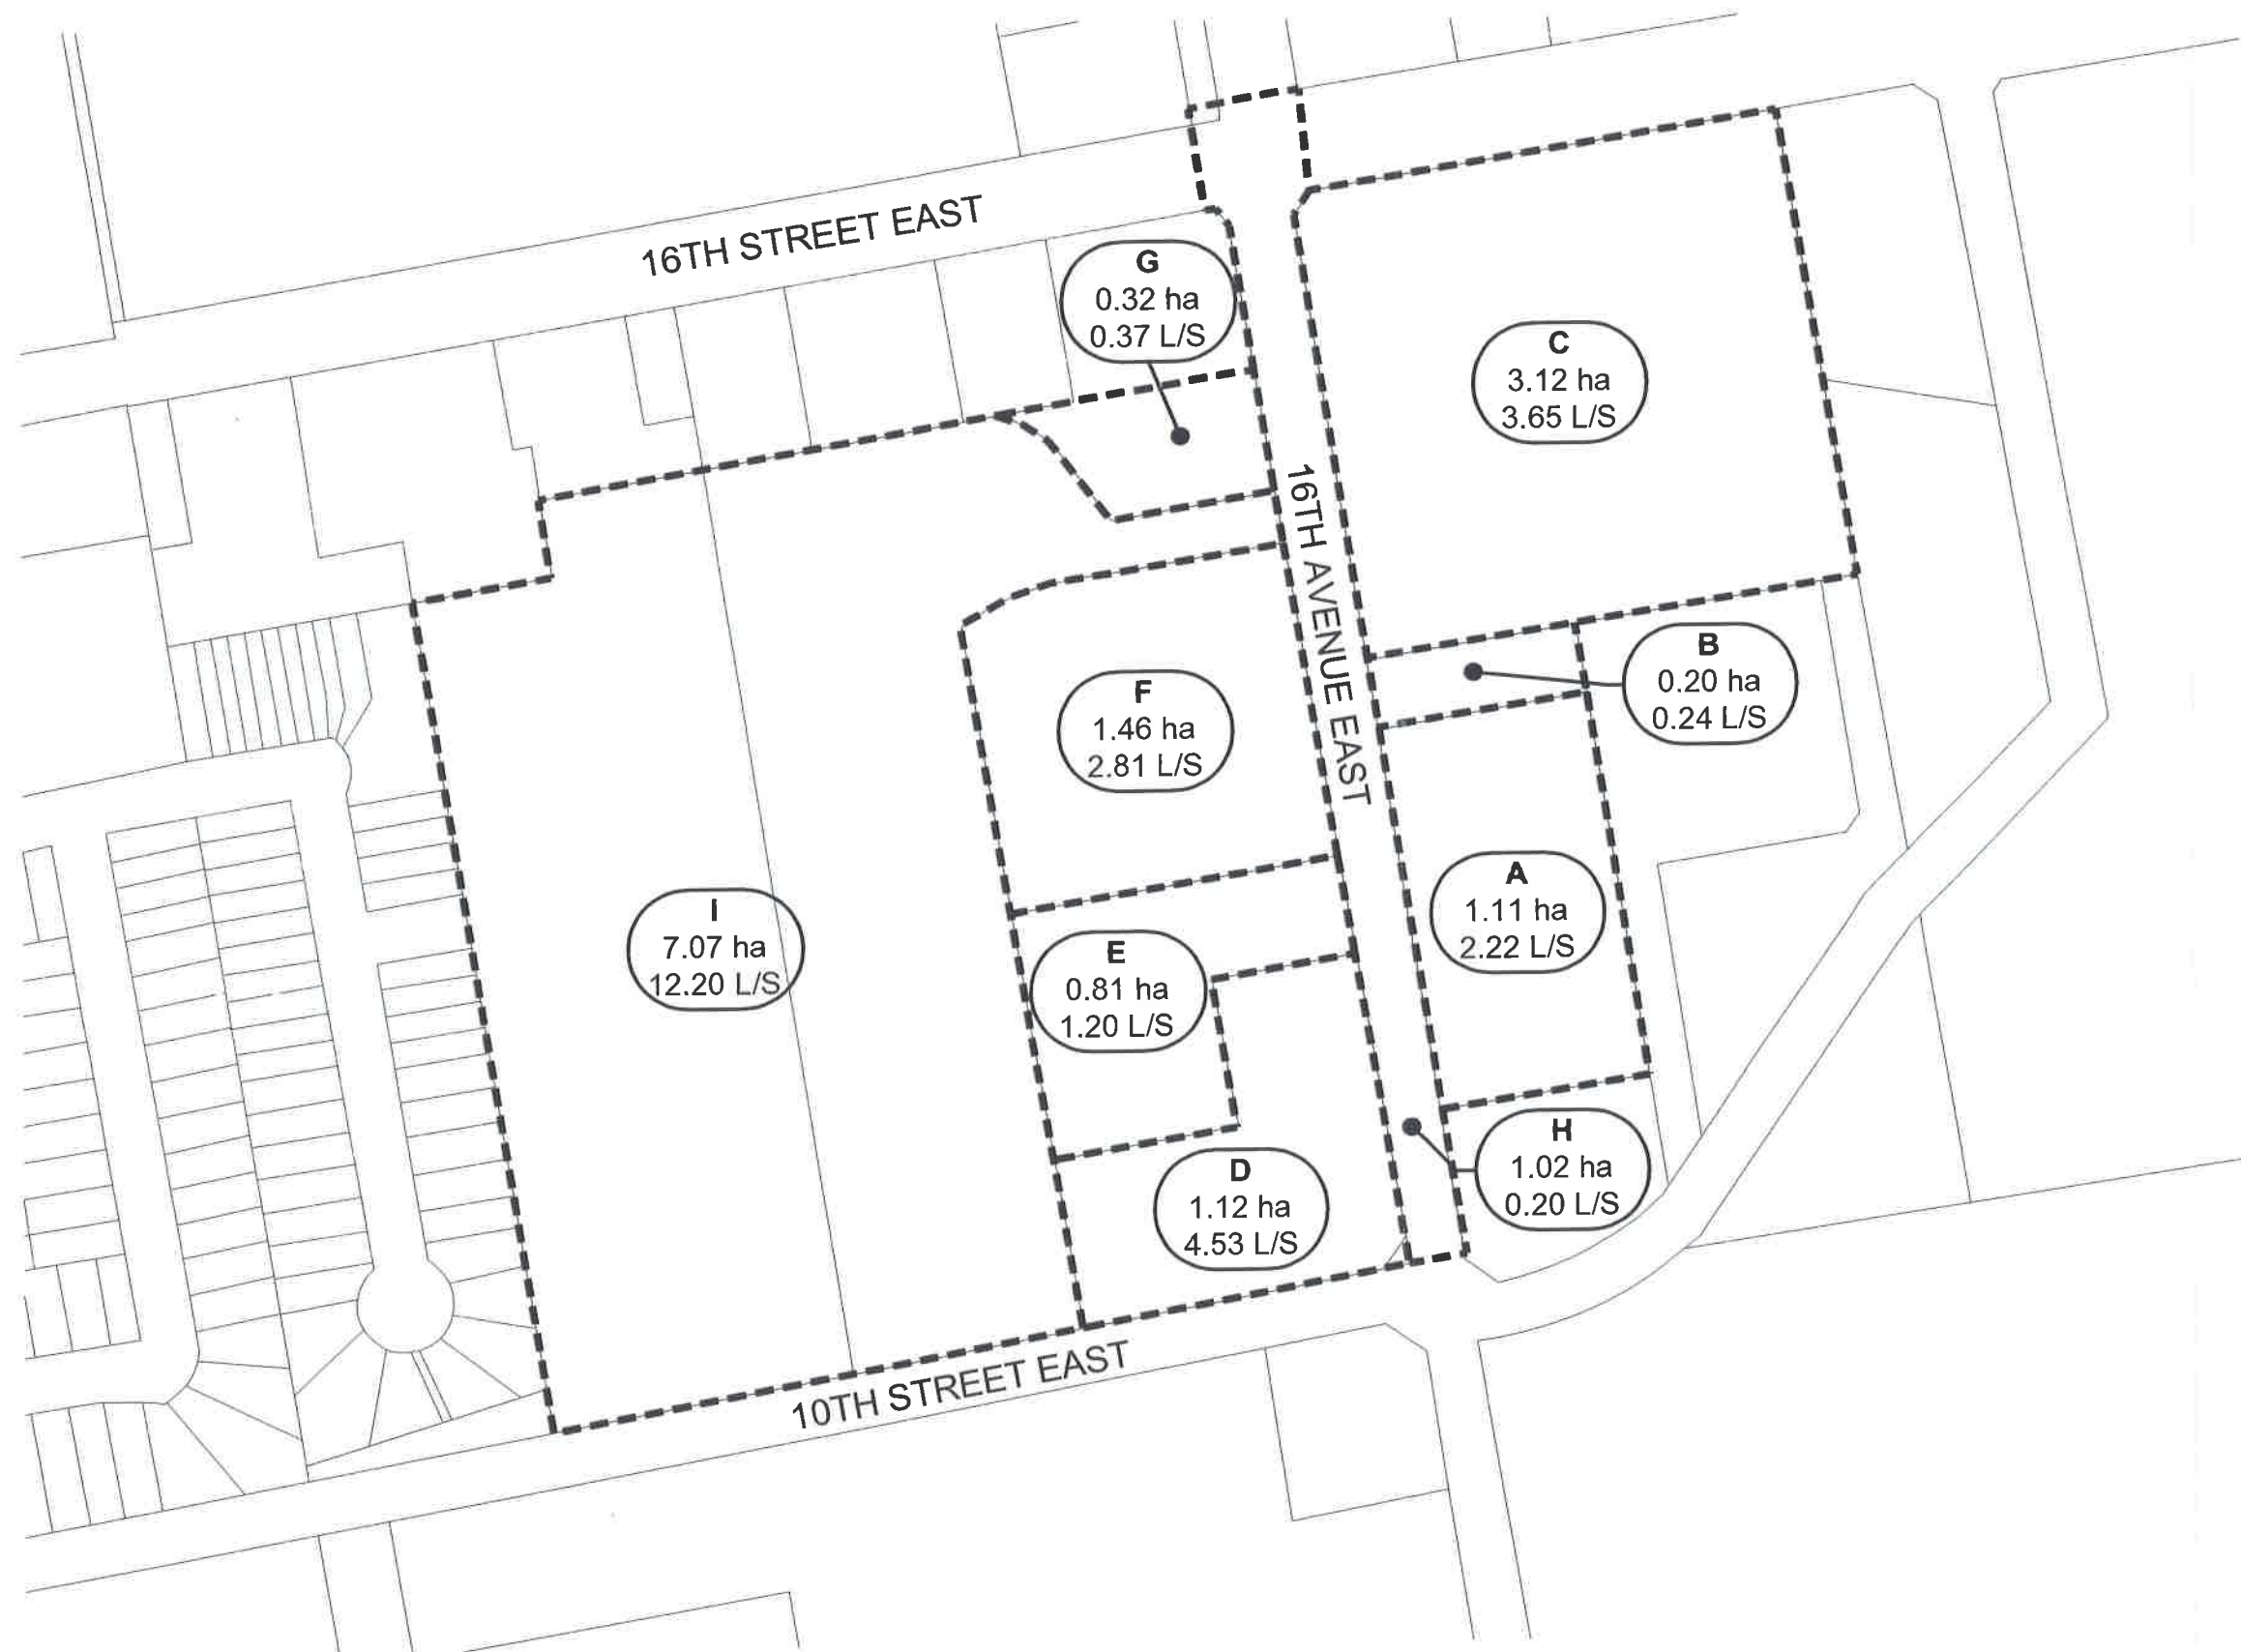 16TH STREET EAST
G
0.32 ha
0.37 L/S
C
3.12 ha
3.65 L/S
16TH AVENUE EAST
B
0.20 ha
0.24 L/S
F
1.46 ha
2.81 L/S
A
1.11 ha
2.22 L/S
I
7.07 ha
12.20 L/S
E
0.81 ha
1.20 L/S
H
1.02 ha
0.20 L/S
D
1.12 ha
4.53 L/S
10TH STREET EAST